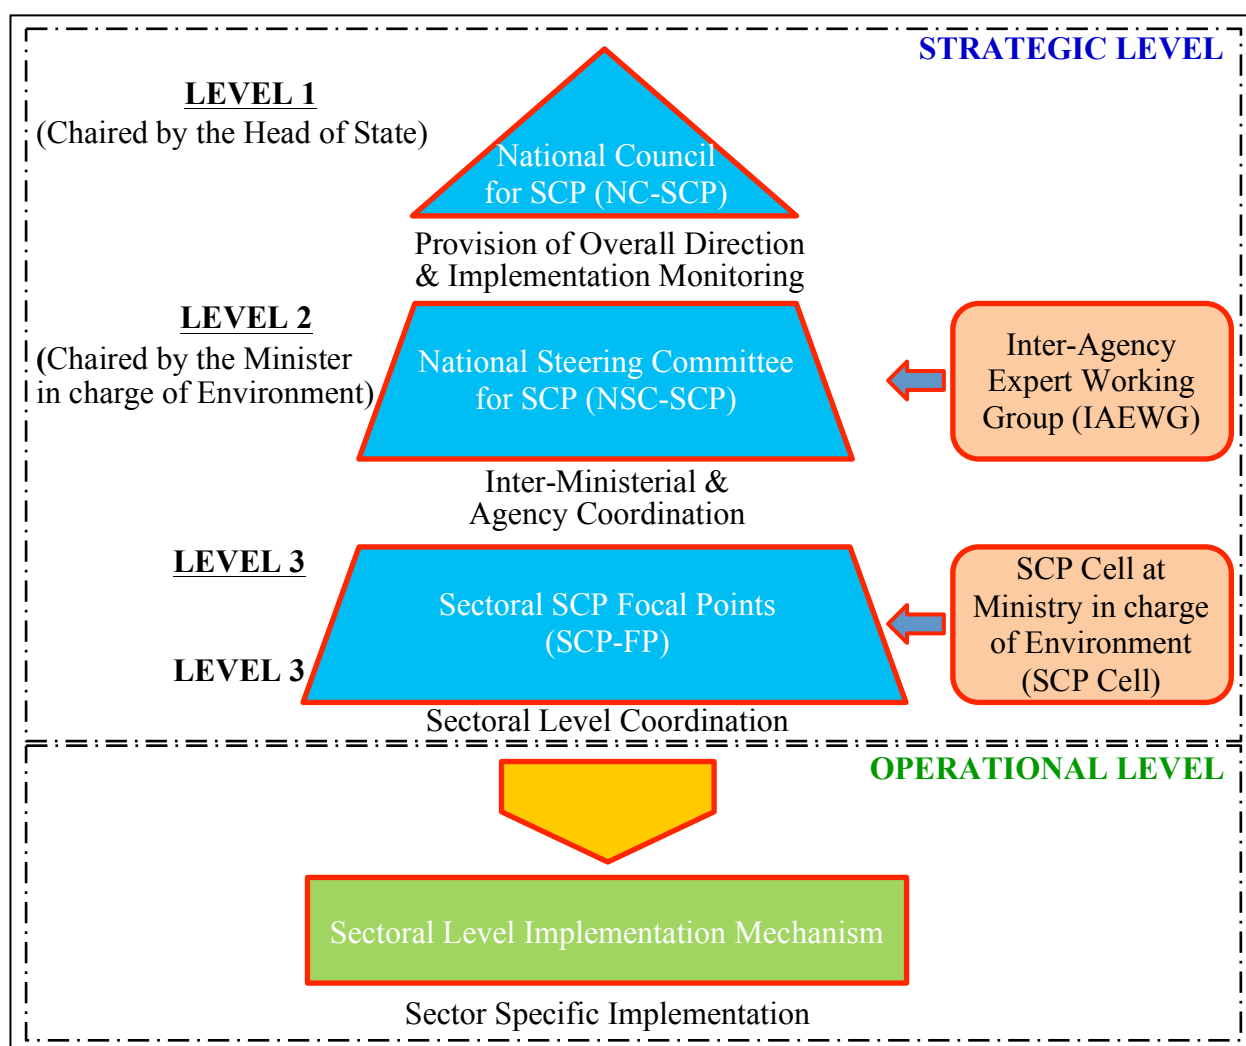 STRATEGIC LEVEL
LEVEL 1
(Chaired by the Head of State)
National Council
for SCP (NC-SCP)
Provision of Overall Direction
& Implementation Monitoring
LEVEL 2
(Chaired by the Minister
in charge of Environment)
National Steering Committee
for SCP (NSC-SCP)
Inter-Agency
Expert Working
Group (IAEWG)
Inter-Ministerial &
Agency Coordination
LEVEL 3
Sectoral SCP Focal Points
(SCP-FP)
LEVEL 3
SCP Cell at
Ministry in charge
of Environment
(SCP Cell)
Sectoral Level Coordination
OPERATIONAL LEVEL
Sectoral Level Implementation Mechanism
Sector Specific Implementation